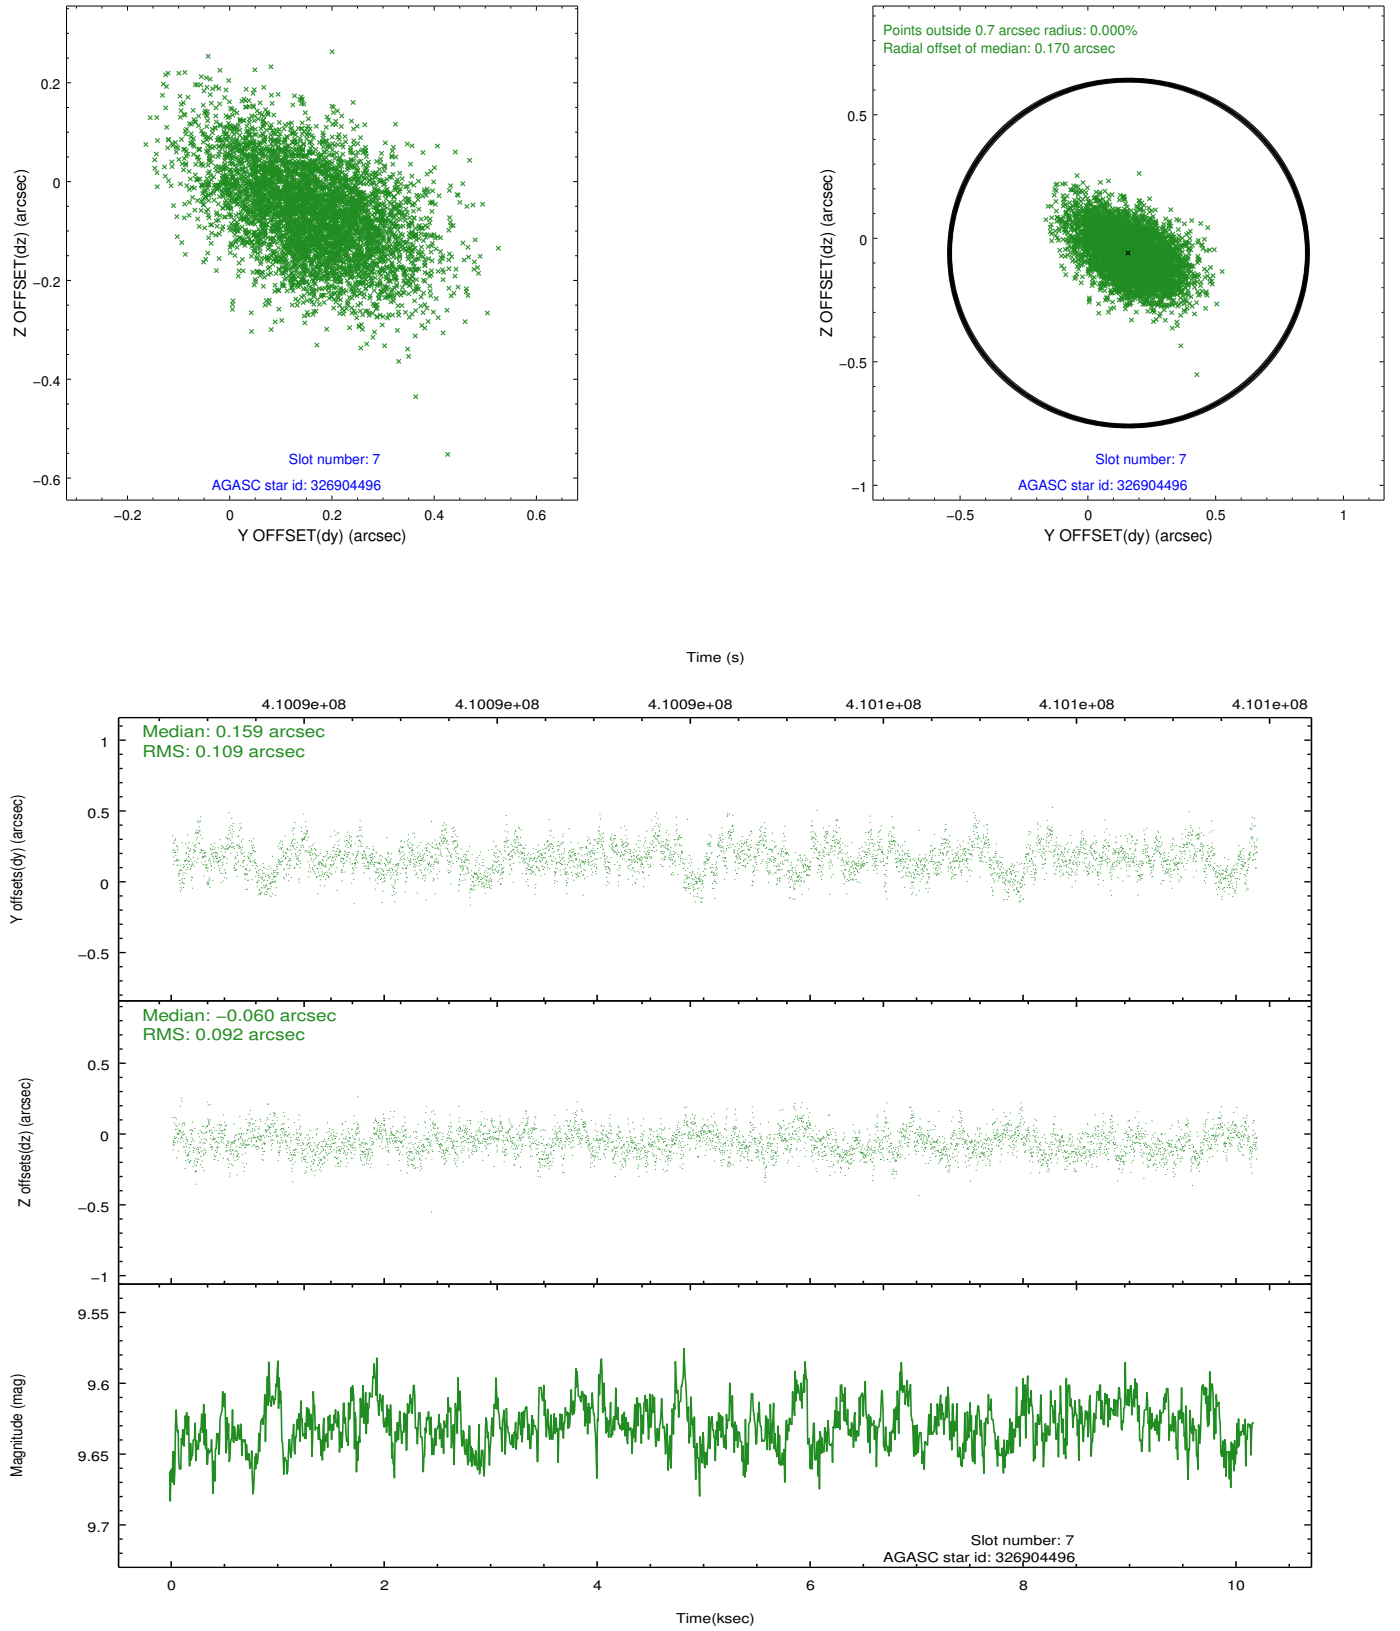 0.2
0
−0.2
−0.4
−0.6
Z OFFSET(dz) (arcsec)
Slot number: 7
AGASC star id: 326904496
−0.2 0 0.2 0.4 0.6
Y OFFSET(dy) (arcsec)
Points outside 0.7 arcsec radius: 0.000%
Radial offset of median: 0.170 arcsec
0.5
0
−0.5
−1
Z OFFSET(dz) (arcsec)
Slot number: 7
AGASC star id: 326904496
−0.5 0 0.5 1
Y OFFSET(dy) (arcsec)
Time (s)
4.1009e+08 4.1009e+08 4.1009e+08 4.101e+08 4.101e+08 4.101e+08
Median: 0.159 arcsec
RMS: 0.109 arcsec
1
0.5
0
−0.5
Y offsets(dy) (arcsec)
Median: −0.060 arcsec
RMS: 0.092 arcsec
0.5
0
−0.5
−1
Z offsets(dz) (arcsec)
9.55
9.6
9.65
9.7
Magnitude (mag)
Slot number: 7
AGASC star id: 326904496
0 2 4 6 8 10
Time(ksec)